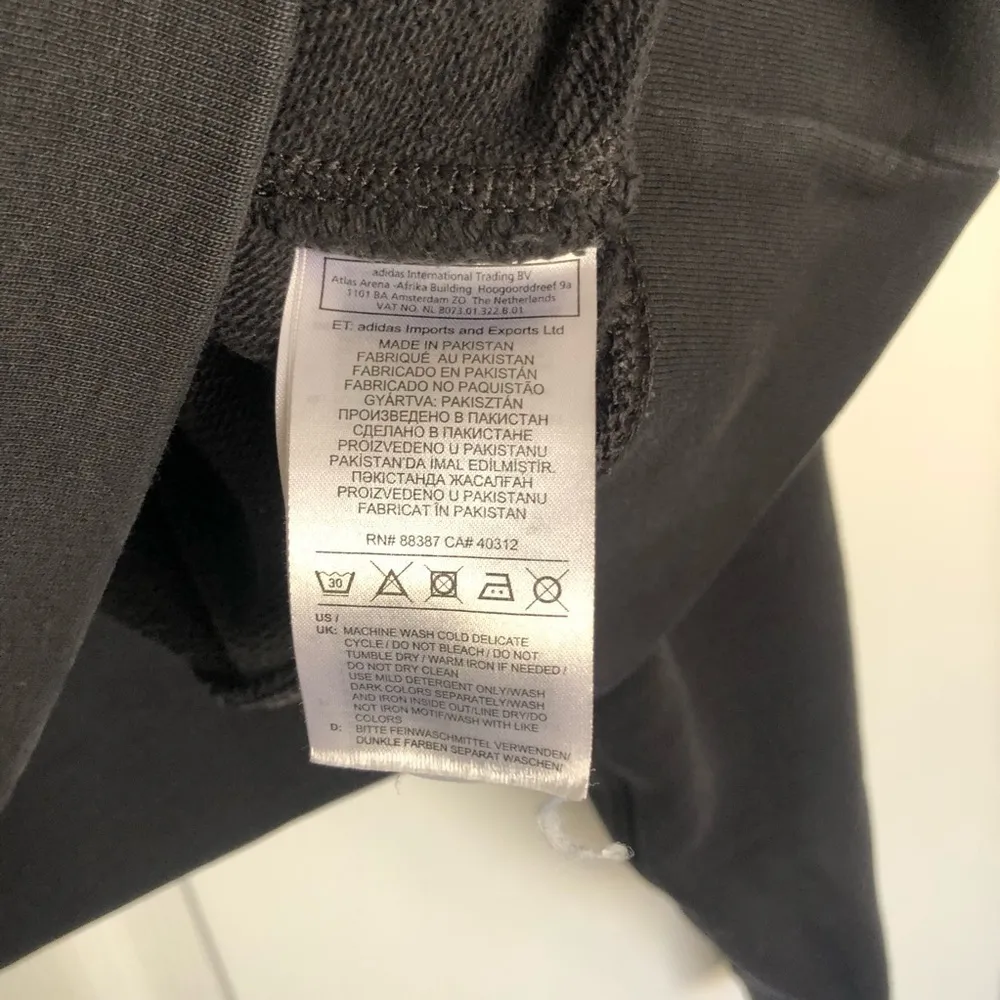 adidas International Trading BV
Atlas Arena -Afrika Building Hoogoorddreef 9a
1101 BA Amsterdam ZO The Netherlands
VAT NO. NL 8073.01.322.B.01
ET: adidas Imports and Exports Ltd
MADE IN PAKISTAN
FABRIQUÉ AU PAKISTAN
FABRICADO EN PAKISTÁN
FABRICADO NO PAQUISTÃO
GYÁRTVA: PAKISZTÁN
ПРОИЗВЕДЕНО В ПАКИСТАН
СДЕЛАНО В ПАКИСТАНЕ
PROIZVEDENO U PAKISTANU
PAKİSTAN'DA İMAL EDİLMİŞTİR.
ПӘКІСТАНДА ЖАСАЛҒАН
PROIZVEDENO U PAKISTANU
FABRICAT ÎN PAKISTAN
RN# 88387 CA# 40312
30
US /
UK: MACHINE WASH COLD DELICATE
CYCLE / DO NOT BLEACH / DO NOT
TUMBLE DRY / WARM IRON IF NEEDED /
DO NOT DRY CLEAN
USE MILD DETERGENT ONLY/WASH
DARK COLORS SEPARATELY/WASH
AND IRON INSIDE OUT/LINE DRY/DO
NOT IRON MOTIF/WASH WITH LIKE
COLORS
D: BITTE FEINWASCHMITTEL VERWENDEN/
DUNKLE FARBEN SEPARAT WASCHEN/